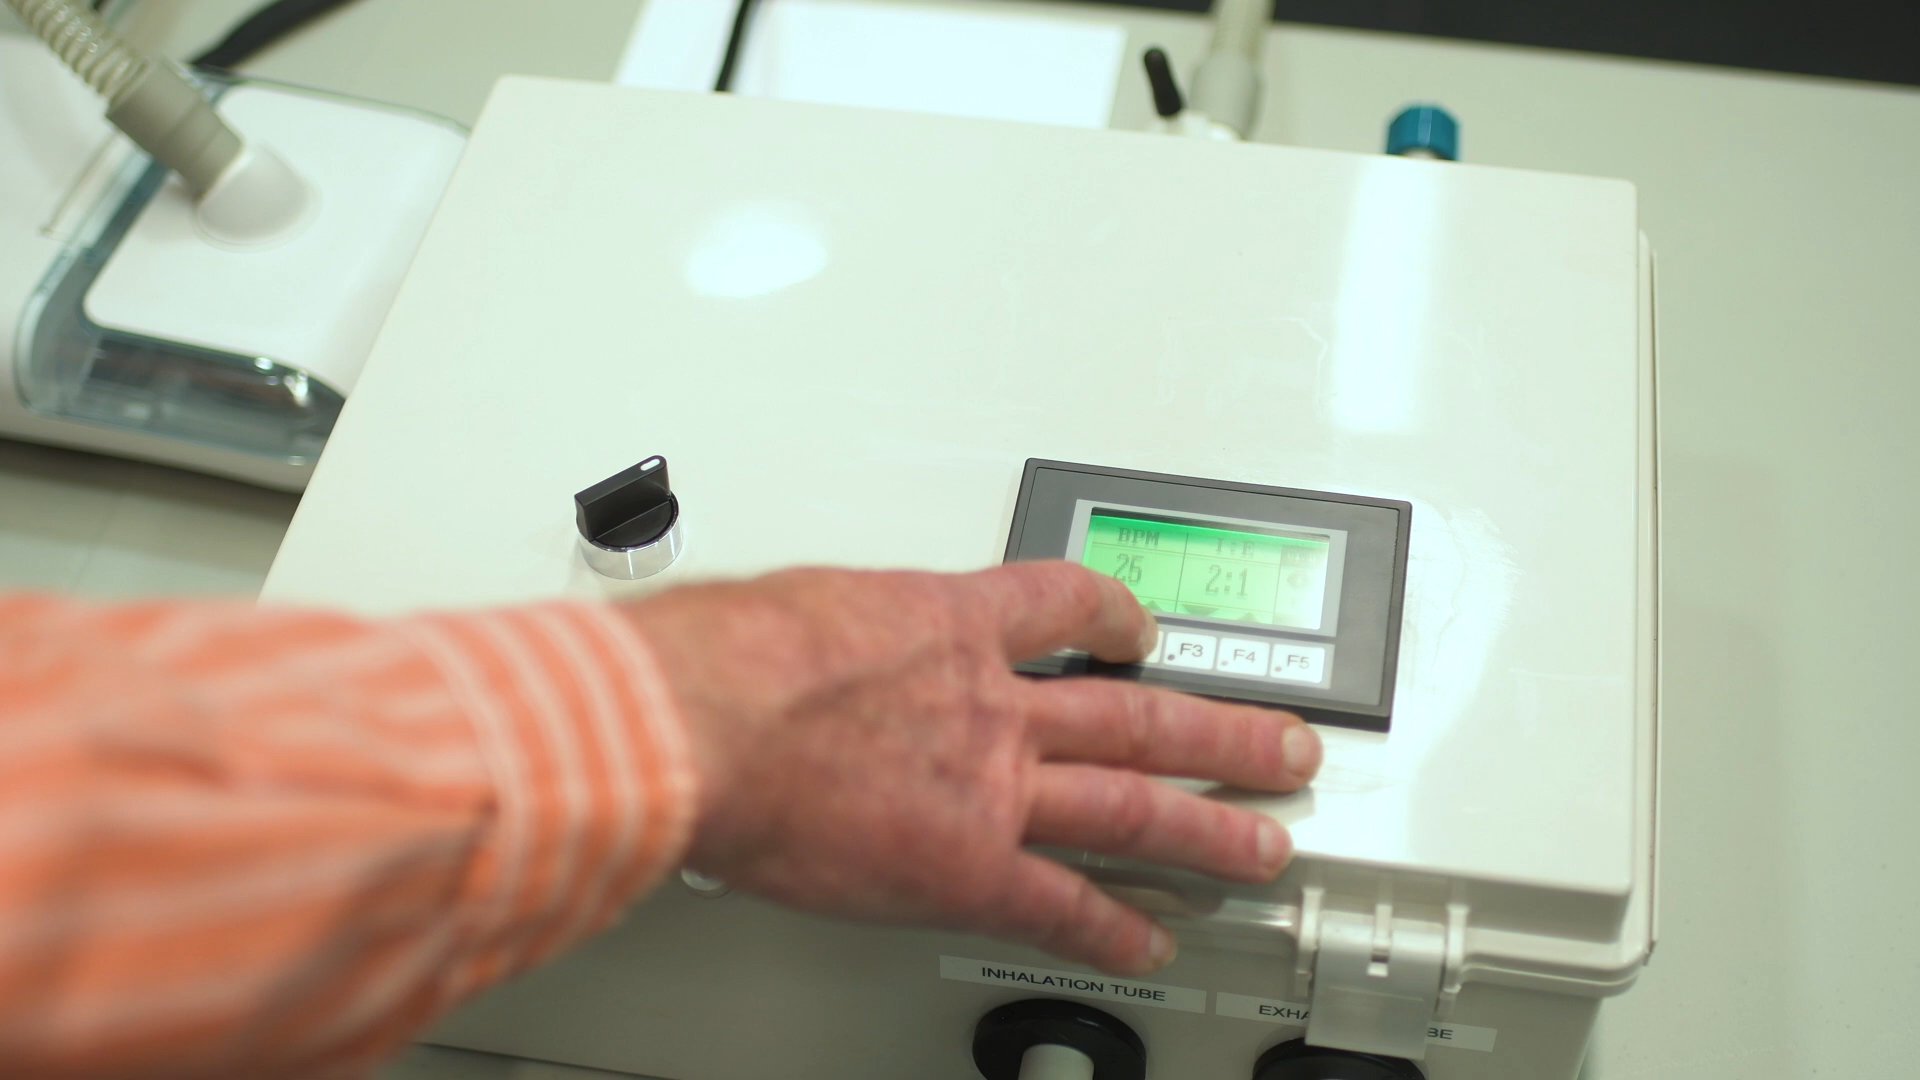 BPM I:E
25 2:1
F3 F4 F5
INHALATION TUBE
EXHA
BE